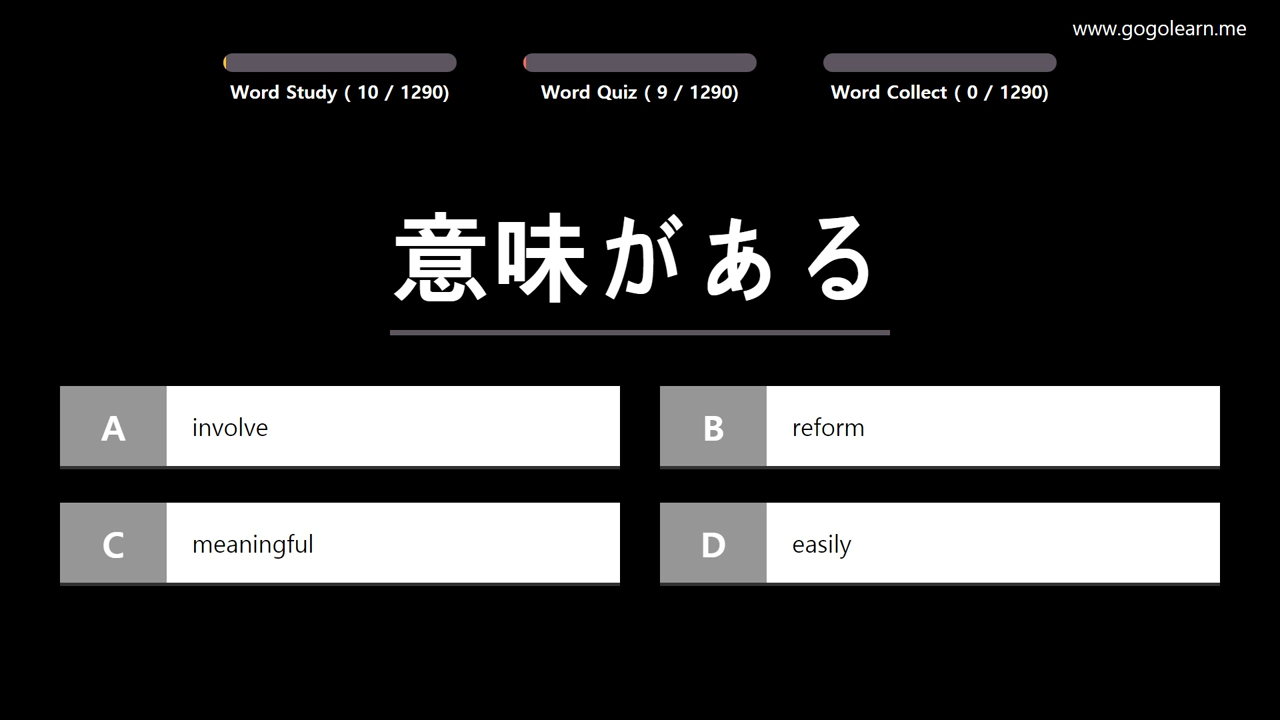 www.gogolearn.me
Word Study ( 10 / 1290)
Word Quiz ( 9 / 1290)
Word Collect ( 0 / 1290)
意味がある
A involve
B reform
C meaningful
D easily